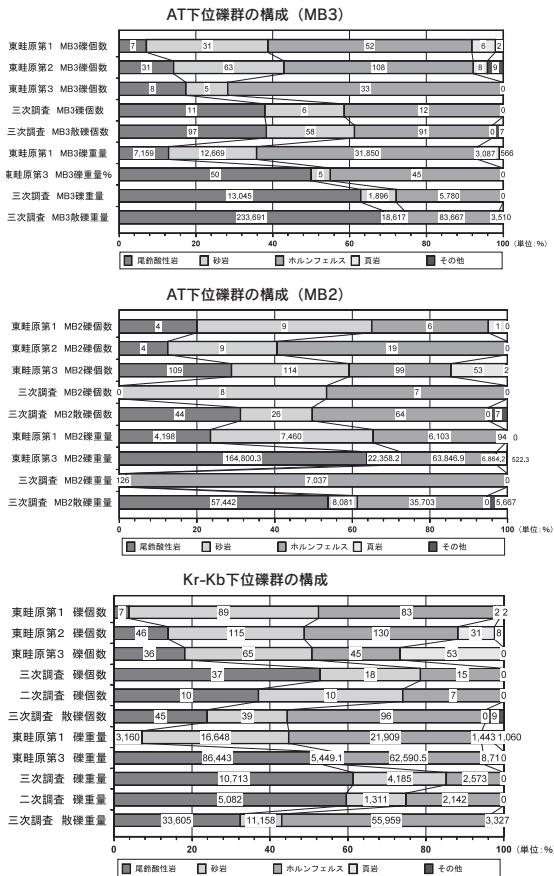 AT下位礫群の構成（MB3）
東畦原第1 MB3礫個数 7 31 52 6 2
東畦原第2 MB3礫個数 31 63 108 8 9
東畦原第3 MB3礫個数 8 5 33 0
三次調査 MB3礫個数 11 6 12 0
三次調査 MB3散礫個数 97 58 91 0 7
東畦原第1 MB3礫重量 7,159 12,669 31,850 3,087 566
東畦原第3 MB3礫重量% 50 5 45 0
三次調査 MB3礫重量 13,045 1,896 5,780 0
三次調査 MB3散礫重量 233,691 18,617 83,667 3,510
0 20 40 60 80 100 (単位:%)
尾鈴酸性岩 砂岩 ホルンフェルス 頁岩 その他
AT下位礫群の構成（MB2）
東畦原第1 MB2礫個数 4 9 6 1 0
東畦原第2 MB2礫個数 4 9 19 0
東畦原第3 MB2礫個数 109 114 99 53 2
三次調査 MB2礫個数 0 8 7 0
三次調査 MB2散礫個数 44 26 64 0 7
東畦原第1 MB2礫重量 4,198 7,460 6,103 94 0
東畦原第3 MB2礫重量 164,800.3 22,358.2 63,846.9 6,864.2 522.3
三次調査 MB2礫重量 126 7,037 0
三次調査 MB2散礫重量 57,442 8,081 35,703 0 5,667
0 20 40 60 80 100 (単位:%)
尾鈴酸性岩 砂岩 ホルンフェルス 頁岩 その他
Kr-Kb下位礫群の構成
東畦原第1 礫個数 7 89 83 2 2
東畦原第2 礫個数 46 115 130 31 8
東畦原第3 礫個数 36 65 45 53 0
三次調査 礫個数 37 18 15 0
二次調査 礫個数 10 10 7 0
三次調査 散礫個数 45 39 96 0 9
東畦原第1 礫重量 3,160 16,648 21,909 1,443 1,060
東畦原第3 礫重量 86,443 5,449.1 62,590.5 8,71 0
三次調査 礫重量 10,713 4,185 2,573 0
二次調査 礫重量 5,082 1,311 2,142 0
三次調査 散礫重量 33,605 11,158 55,959 3,327
0 20 40 60 80 100 (単位:%)
尾鈴酸性岩 砂岩 ホルンフェルス 頁岩 その他